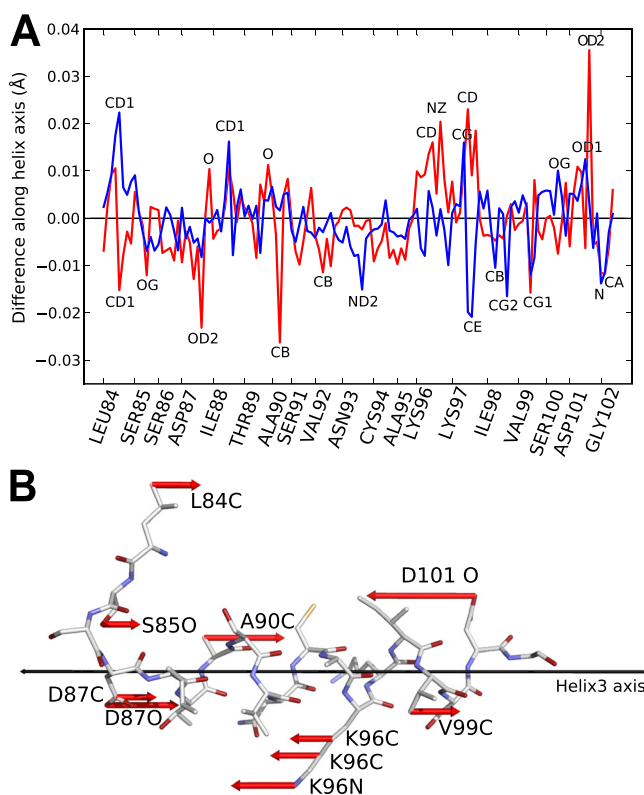 A
Difference along helix axis (Å)
0.04
0.03
0.02
0.01
0.00
−0.01
−0.02
−0.03
OD2
CD1
CD1
O
O
CD
NZ
CD
CG
OG
OD1
CD1
OG
OD2
CB
CB
ND2
CE
CB
CG2
CG1
N
CA
LEU84
SER85
SER86
ASP87
ILE88
THR89
ALA90
SER91
VAL92
ASN93
CYS94
ALA95
LYS96
LYS97
ILE98
VAL99
SER100
ASP101
GLY102
B
L84C
D101 O
S85O
A90C
Helix3 axis
D87C
D87O
V99C
K96C
K96C
K96N